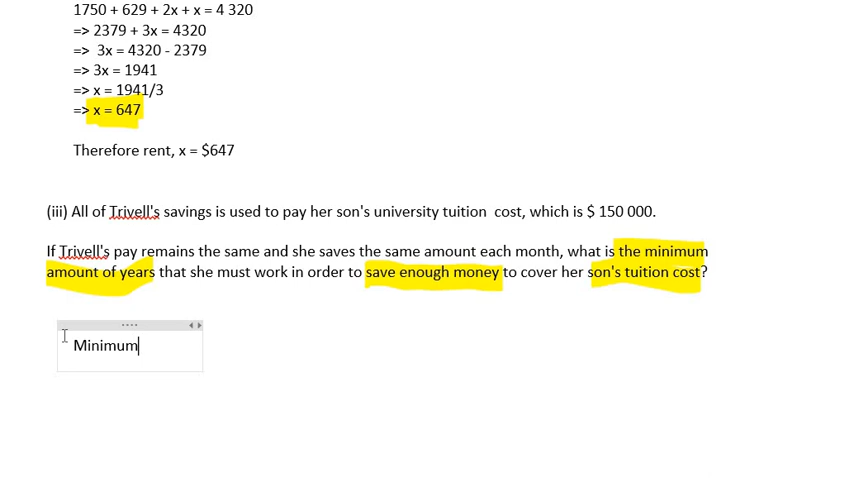 1750 + 629 + 2x + x = 4 320
=> 2379 + 3x = 4320
=> 3x = 4320 - 2379
=> 3x = 1941
=> x = 1941/3
=> x = 647
Therefore rent, x = $647
(iii) All of Trivell's savings is used to pay her son's university tuition cost, which is $ 150 000.
If Trivell's pay remains the same and she saves the same amount each month, what is the minimum
amount of years that she must work in order to save enough money to cover her son's tuition cost?
Minimum